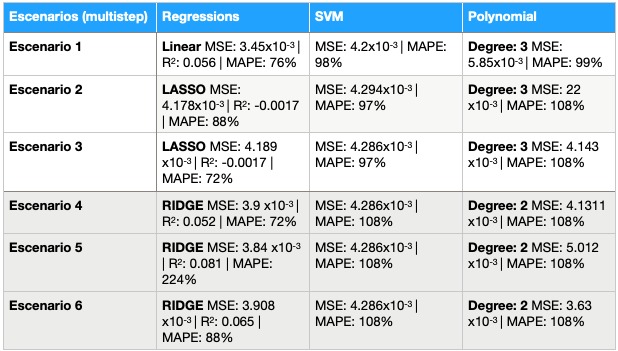 Escenarios (multistep) Regressions SVM Polynomial
Escenario 1
Linear MSE: 3.45x10⁻³ |
R²: 0.056 | MAPE: 76%
MSE: 4.2x10⁻³ | MAPE:
98%
Degree: 3 MSE:
5.85x10⁻³ | MAPE: 99%
Escenario 2
LASSO MSE:
4.178x10⁻³ | R²: -0.0017
| MAPE: 88%
MSE: 4.294x10⁻³ |
MAPE: 97%
Degree: 3 MSE: 22
x10⁻³ | MAPE: 108%
Escenario 3
LASSO MSE: 4.189
x10⁻³ | R²: -0.0017 |
MAPE: 72%
MSE: 4.286x10⁻³ |
MAPE: 97%
Degree: 3 MSE: 4.143
x10⁻³ | MAPE: 108%
Escenario 4
RIDGE MSE: 3.9 x10⁻³ |
R²: 0.052 | MAPE: 72%
MSE: 4.286x10⁻³ |
MAPE: 108%
Degree: 2 MSE: 4.1311
x10⁻³ | MAPE: 108%
Escenario 5
RIDGE MSE: 3.84 x10⁻³
| R²: 0.081 | MAPE:
224%
MSE: 4.286x10⁻³ |
MAPE: 108%
Degree: 2 MSE: 5.012
x10⁻³ | MAPE: 108%
Escenario 6
RIDGE MSE: 3.908
x10⁻³ | R²: 0.065 |
MAPE: 88%
MSE: 4.286x10⁻³ |
MAPE: 108%
Degree: 2 MSE: 3.63
x10⁻³ | MAPE: 108%